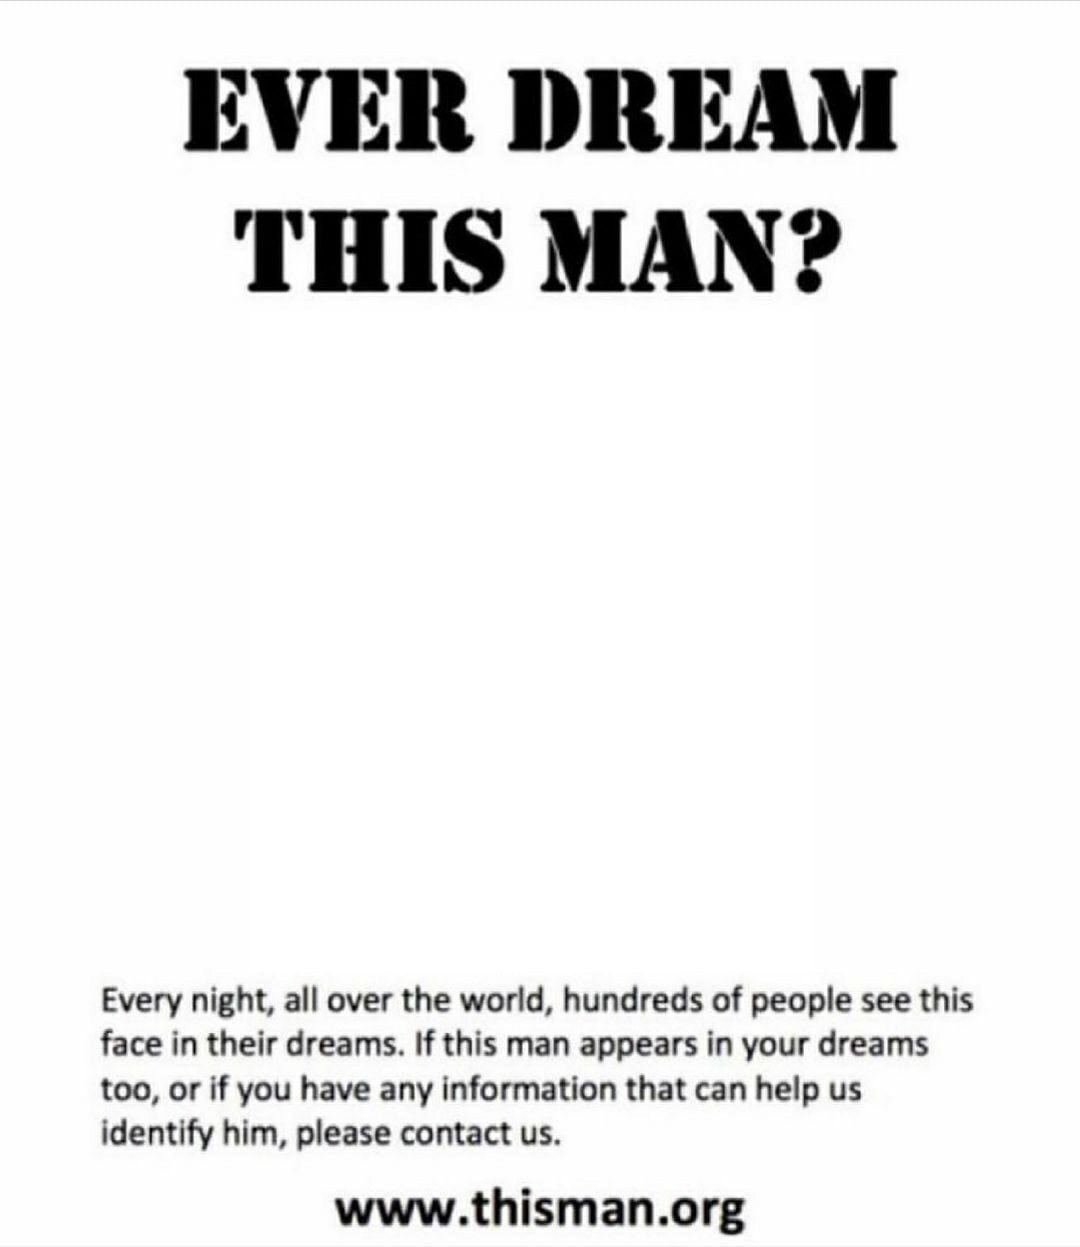 EVER DREAM
THIS MAN?
Every night, all over the world, hundreds of people see this
face in their dreams. If this man appears in your dreams
too, or if you have any information that can help us
identify him, please contact us.
www.thisman.org